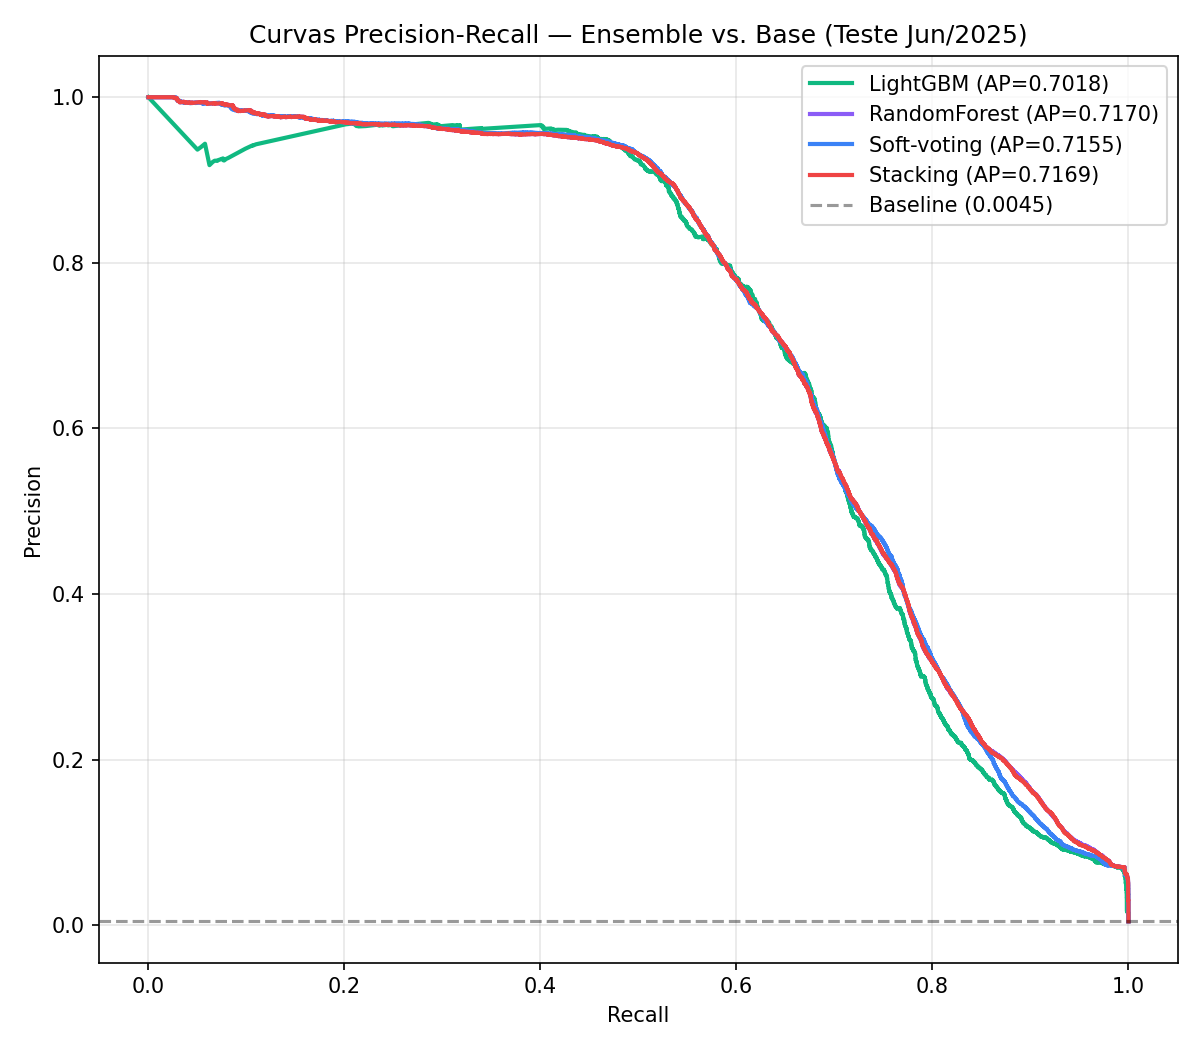 Curvas Precision-Recall — Ensemble vs. Base (Teste Jun/2025)
LightGBM (AP=0.7018)
RandomForest (AP=0.7170)
Soft-voting (AP=0.7155)
Stacking (AP=0.7169)
Baseline (0.0045)
Precision
1.0
0.8
0.6
0.4
0.2
0.0
0.0 0.2 0.4 0.6 0.8 1.0
Recall